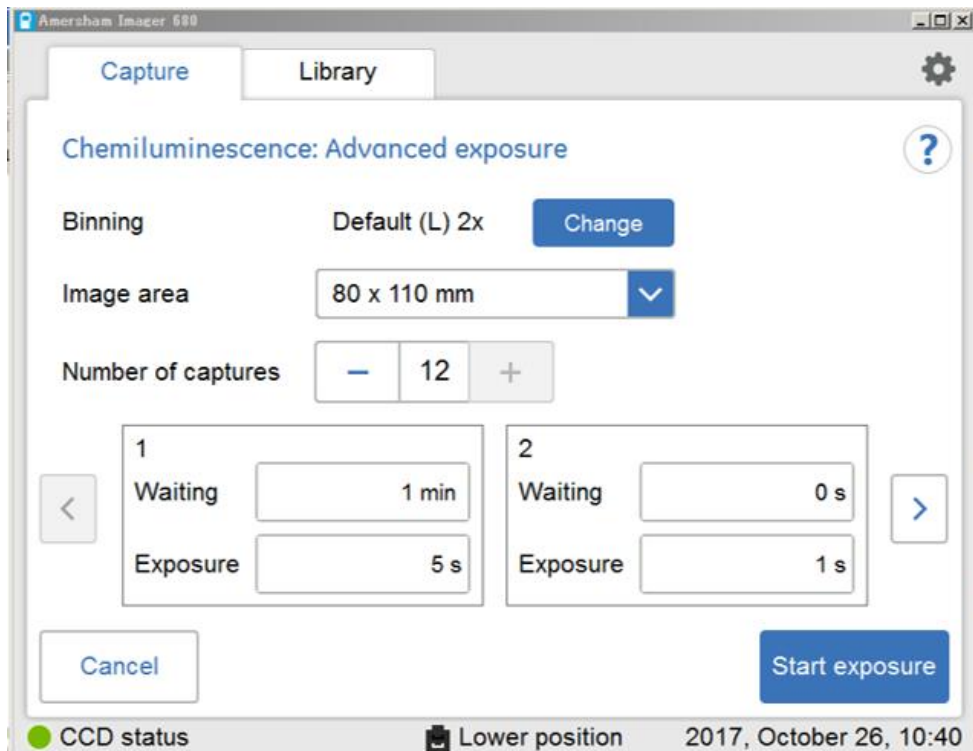 Amersham Imager 680
Capture Library
Chemiluminescence: Advanced exposure ?
Binning Default (L) 2x Change
Image area 80 x 110 mm
Number of captures − 12 +
1 2
Waiting 1 min Waiting 0 s
< >
Exposure 5 s Exposure 1 s
Cancel Start exposure
CCD status Lower position 2017, October 26, 10:40